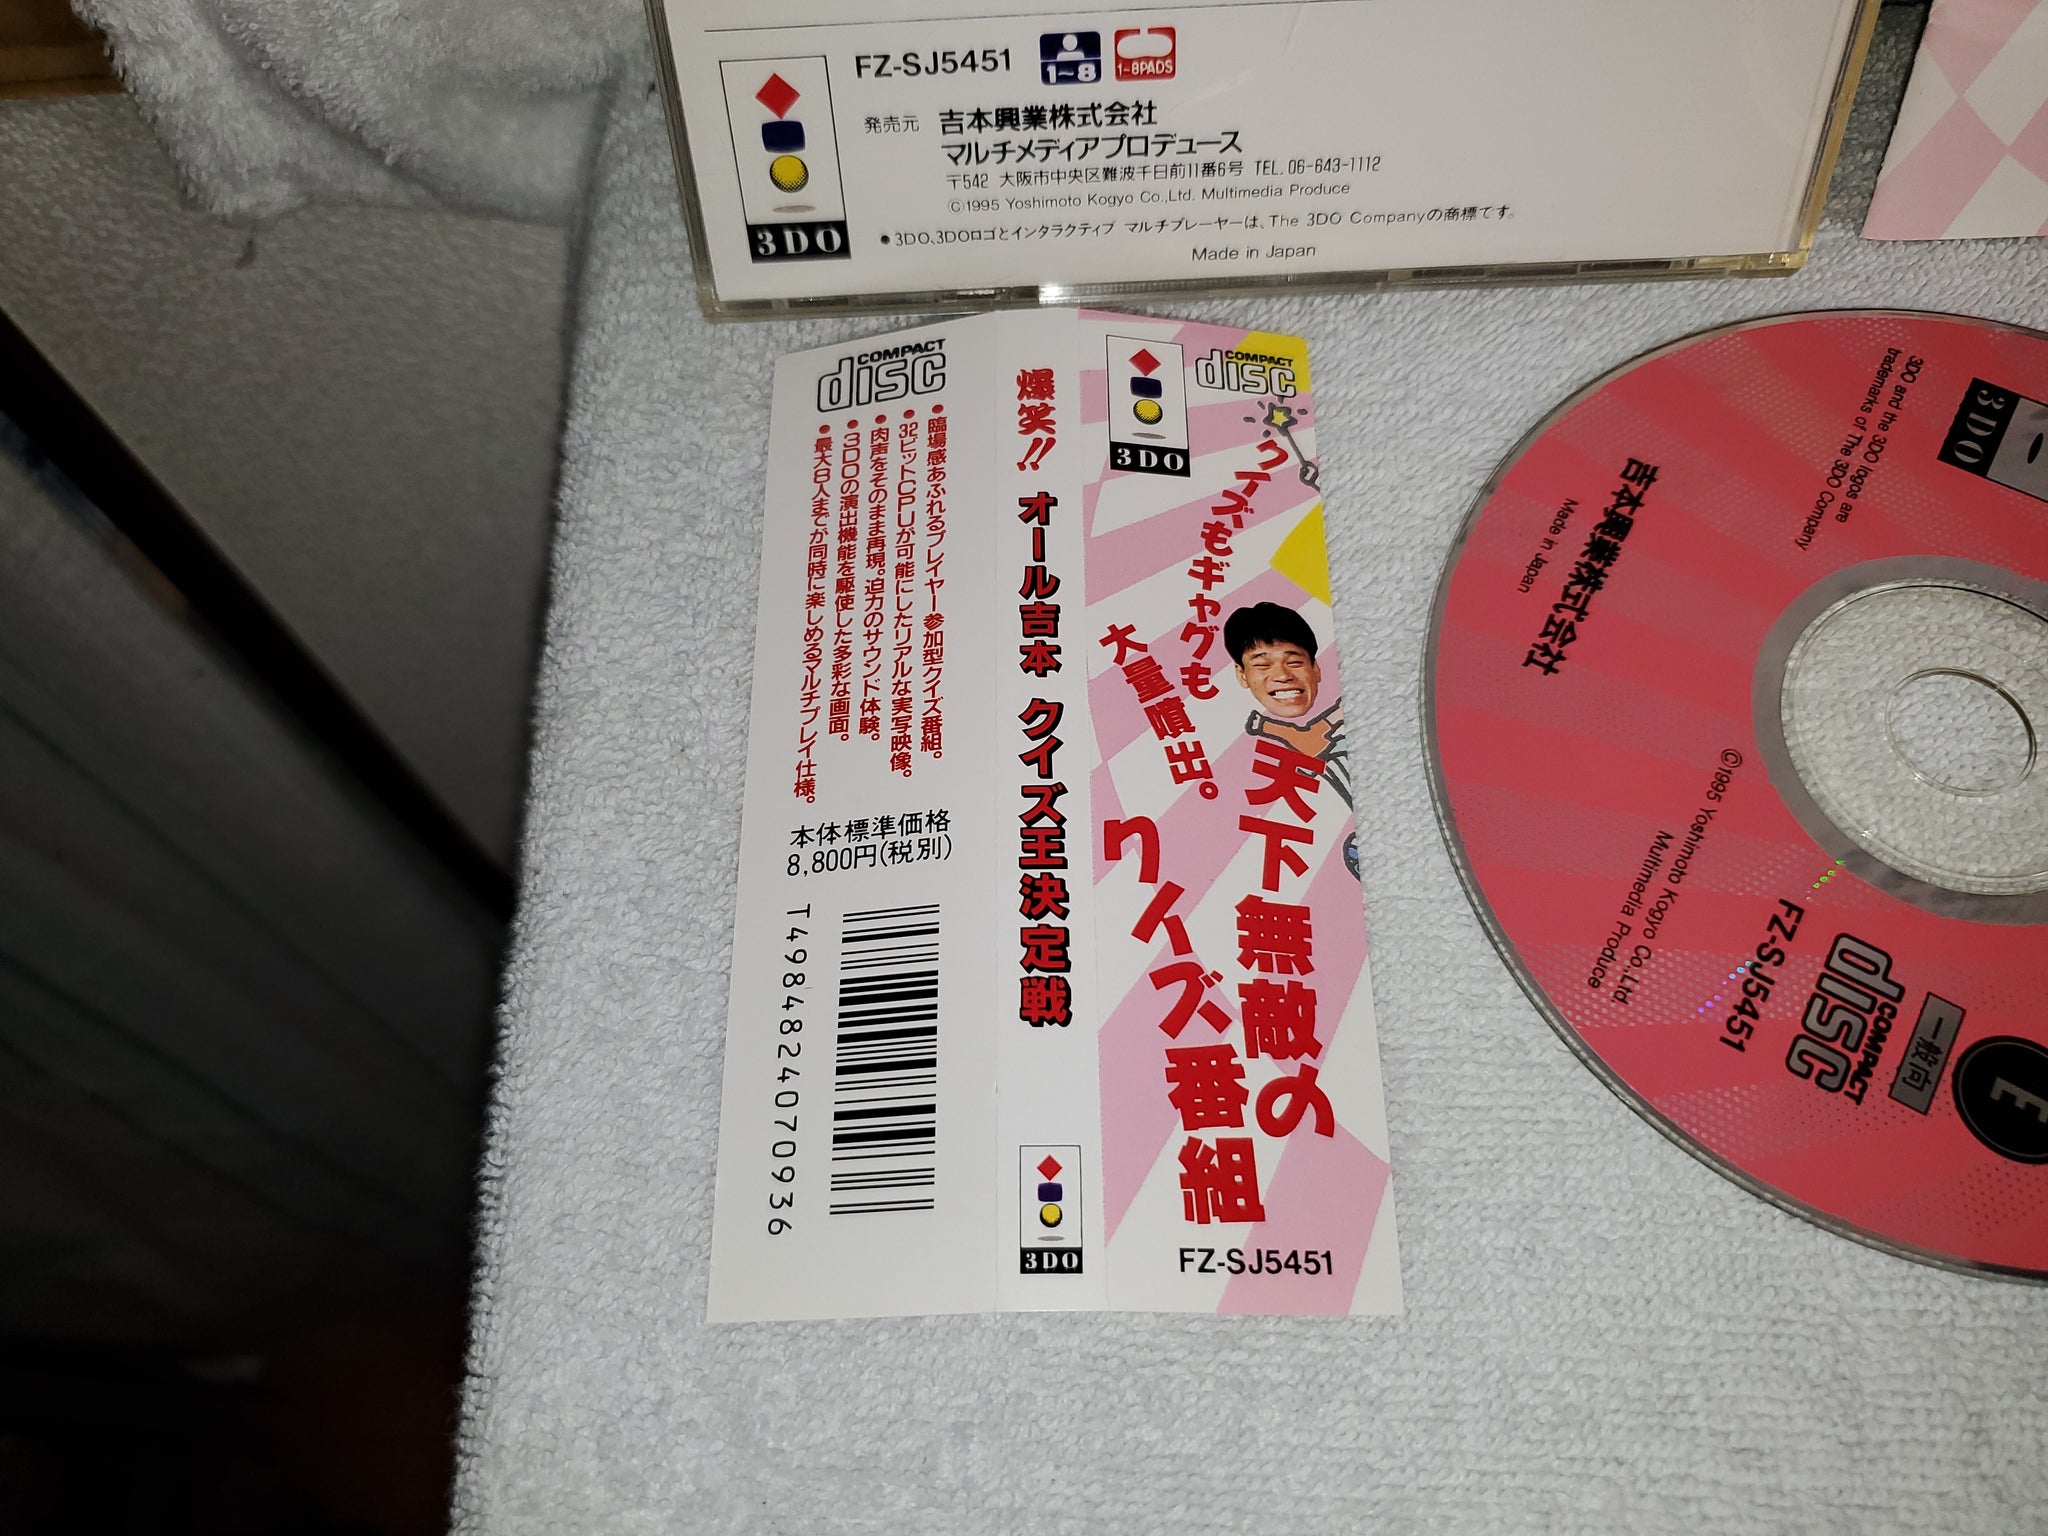 FZ-SJ5451
1~8
1~8PADS
3DO
発売元 吉本興業株式会社
マルチメディアプロデュース
〒542 大阪市中央区難波千日前11番6号 TEL.06-643-1112
©1995 Yoshimoto Kogyo Co.,Ltd. Multimedia Produce
●3DO、3DOロゴとインタラクティブ マルチプレーヤーは、The 3DO Companyの商標です。
Made in Japan
COMPACT
disc
●臨場感あふれるプレイヤー参加型クイズ番組。
●32ビットCPUが可能にしたリアルな実写映像。
●肉声をそのまま再現。迫力のサウンド体験。
●3DOの演出機能を駆使した多彩な画面。
●最大8人までが同時に楽しめるマルチプレイ仕様。
本体標準価格
8,800円(税別)
T4984824070936
爆笑!! オール吉本 クイズ王決定戦
3DO
3DO
COMPACT
disc
クイズもギャグも
大量噴出。
天下無敵の
クイズ番組
FZ-SJ5451
3DO
3DO and the 3DO logos are
trademarks of The 3DO Company
吉本興業株式会社
Made in Japan
©1995 Yoshimoto Kogyo Co.,Ltd.
Multimedia Produce
FZ-SJ5451
COMPACT
disc
一般向
E